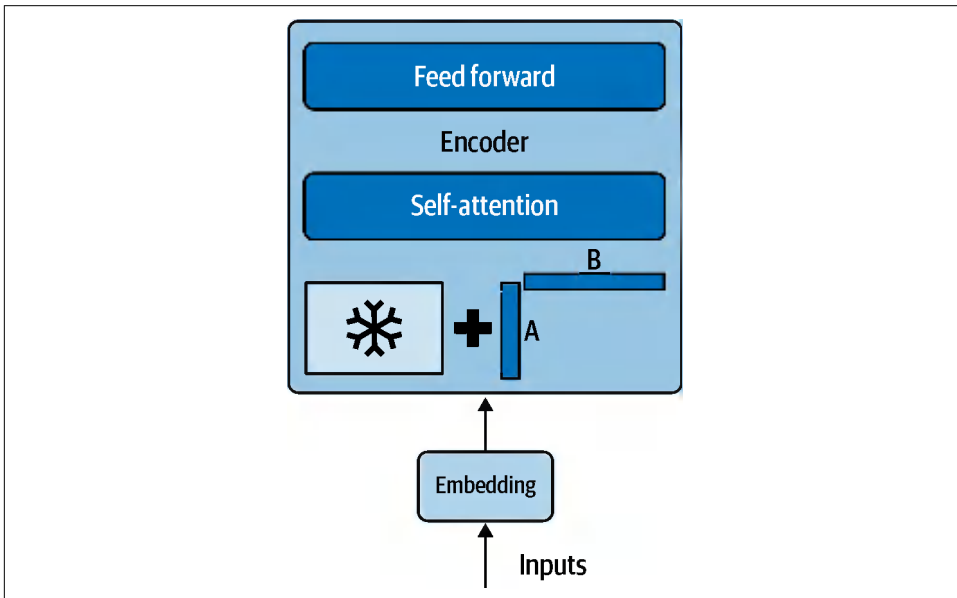 Feed forward
Encoder
Self-attention
B
A
Embedding
Inputs